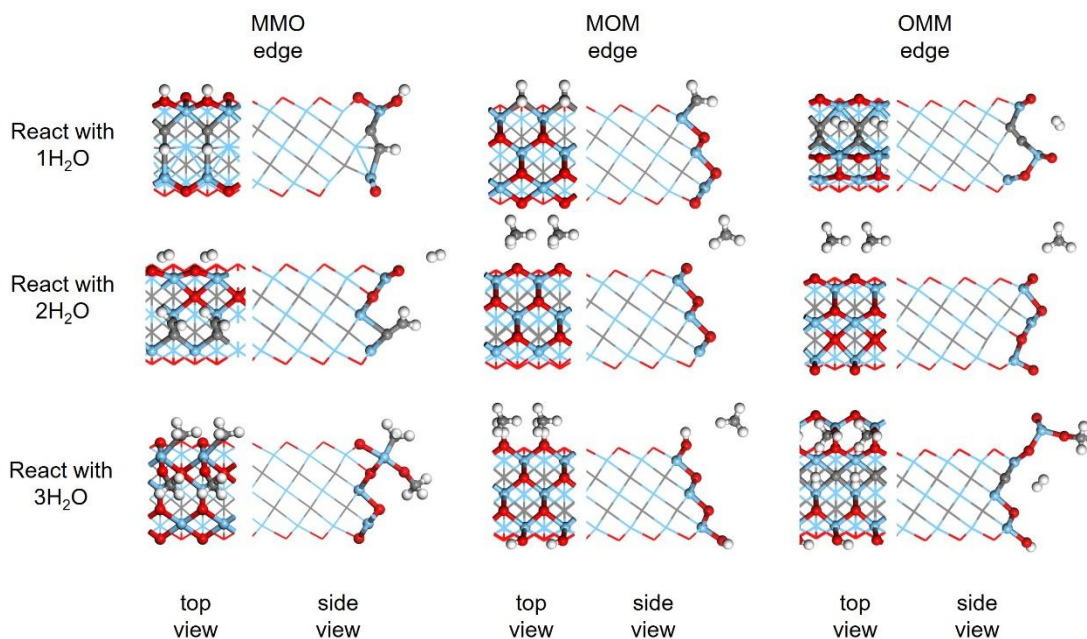 MMO
edge
MOM
edge
OMM
edge
React with
1H₂O
React with
2H₂O
React with
3H₂O
top
view
side
view
top
view
side
view
top
view
side
view